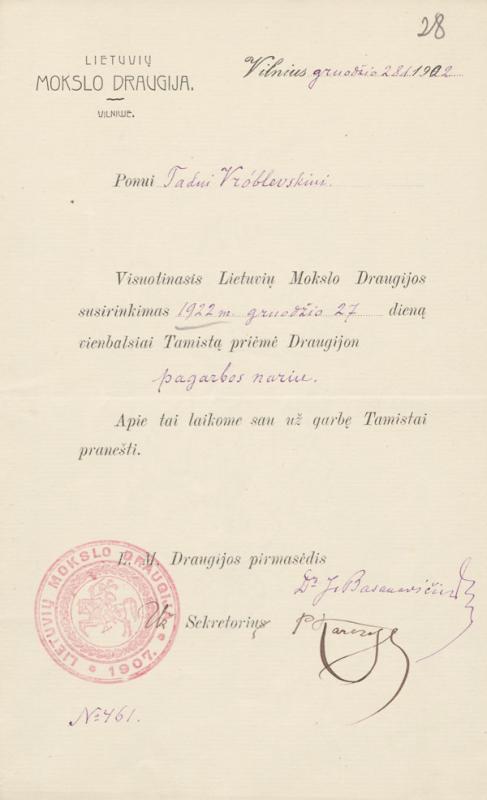 28
LIETUVIŲ
MOKSLO DRAUGIJA.
VILNIUJE.
Vilnius gruodžio 28 d. 1922
Ponui Tadui Vróblevskiui.
Visuotinasis Lietuvių Mokslo Draugijos
susirinkimas 1922 m. gruodžio 27 dieną
vienbalsiai Tamistą priėmė Draugijon
pagarbos nariu.
Apie tai laikome sau už garbę Tamistai
pranešti.
L. M. Draugijos pirmasėdis
Dr J. Basanavičius
Už Sekretorių
LIETUVIŲ MOKSLO DRAUGIJA
1907.
№ 461.